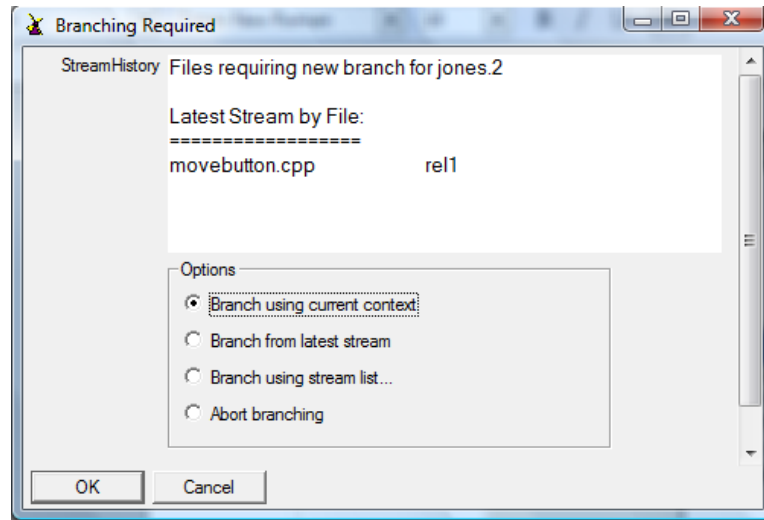 Branching Required
StreamHistory Files requiring new branch for jones.2
Latest Stream by File:
==================
movebutton.cpp rel1
Options
Branch using current context
Branch from latest stream
Branch using stream list...
Abort branching
OK Cancel